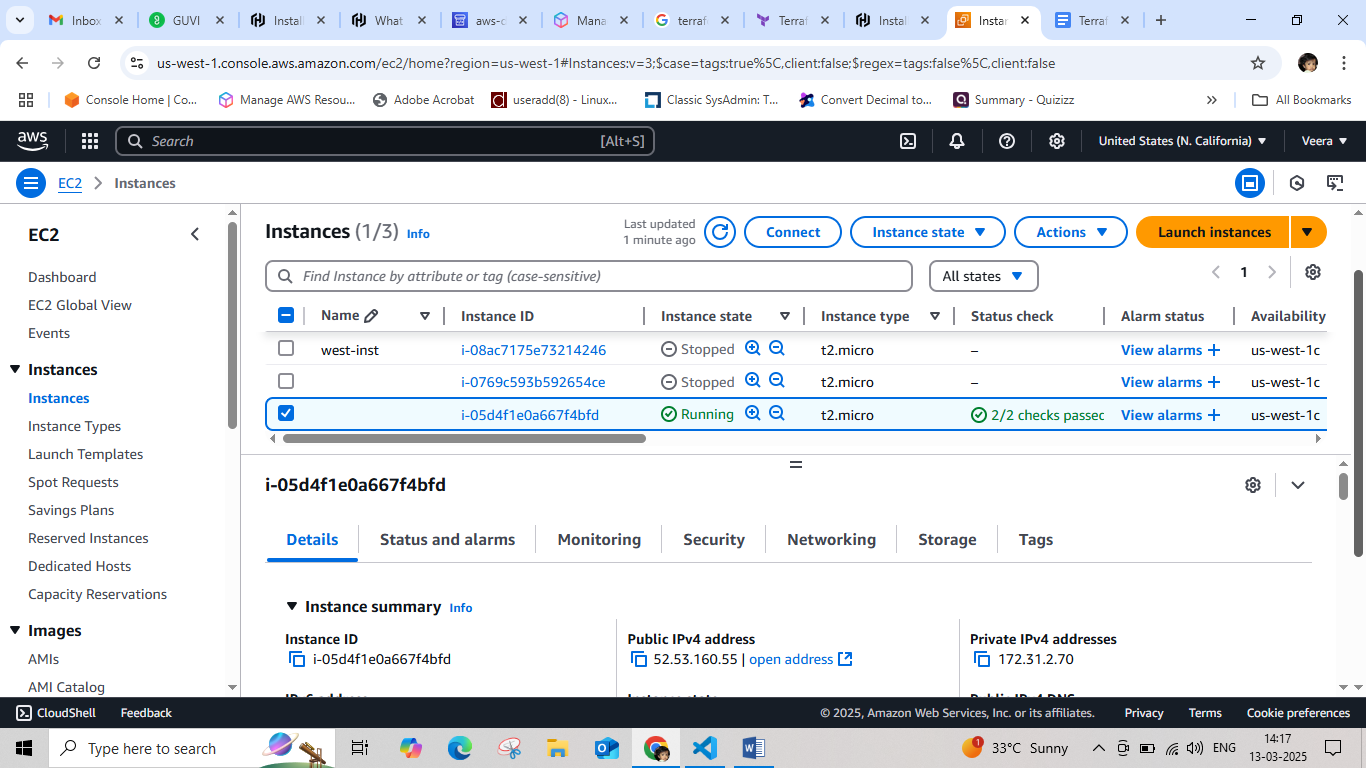 Inbox
GUVI
Install
What
aws-c
Mana
terraf
Terraf
Instal
Instan
Terraf
us-west-1.console.aws.amazon.com/ec2/home?region=us-west-1#Instances:v=3;$case=tags:true%5C,client:false;$regex=tags:false%5C,client:false
Console Home | Co... Manage AWS Resou... Adobe Acrobat useradd(8) - Linux... Classic SysAdmin: T... Convert Decimal to... Summary - Quizizz » All Bookmarks
aws Search [Alt+S] United States (N. California) Veera
EC2 Instances
EC2
Dashboard
EC2 Global View
Events
Instances
Instances
Instance Types
Launch Templates
Spot Requests
Savings Plans
Reserved Instances
Dedicated Hosts
Capacity Reservations
Images
AMIs
AMI Catalog
Instances (1/3) Info
Last updated
1 minute ago
Connect Instance state Actions Launch instances
Find Instance by attribute or tag (case-sensitive) All states 1
Name Instance ID Instance state Instance type Status check Alarm status Availability
west-inst i-08ac7175e73214246 Stopped t2.micro – View alarms + us-west-1c
i-0769c593b592654ce Stopped t2.micro – View alarms + us-west-1c
i-05d4f1e0a667f4bfd Running t2.micro 2/2 checks passec View alarms + us-west-1c
i-05d4f1e0a667f4bfd
Details Status and alarms Monitoring Security Networking Storage Tags
Instance summary Info
Instance ID Public IPv4 address Private IPv4 addresses
i-05d4f1e0a667f4bfd 52.53.160.55 | open address 172.31.2.70
CloudShell Feedback © 2025, Amazon Web Services, Inc. or its affiliates. Privacy Terms Cookie preferences
Type here to search 1 33°C Sunny ENG 14:17
13-03-2025